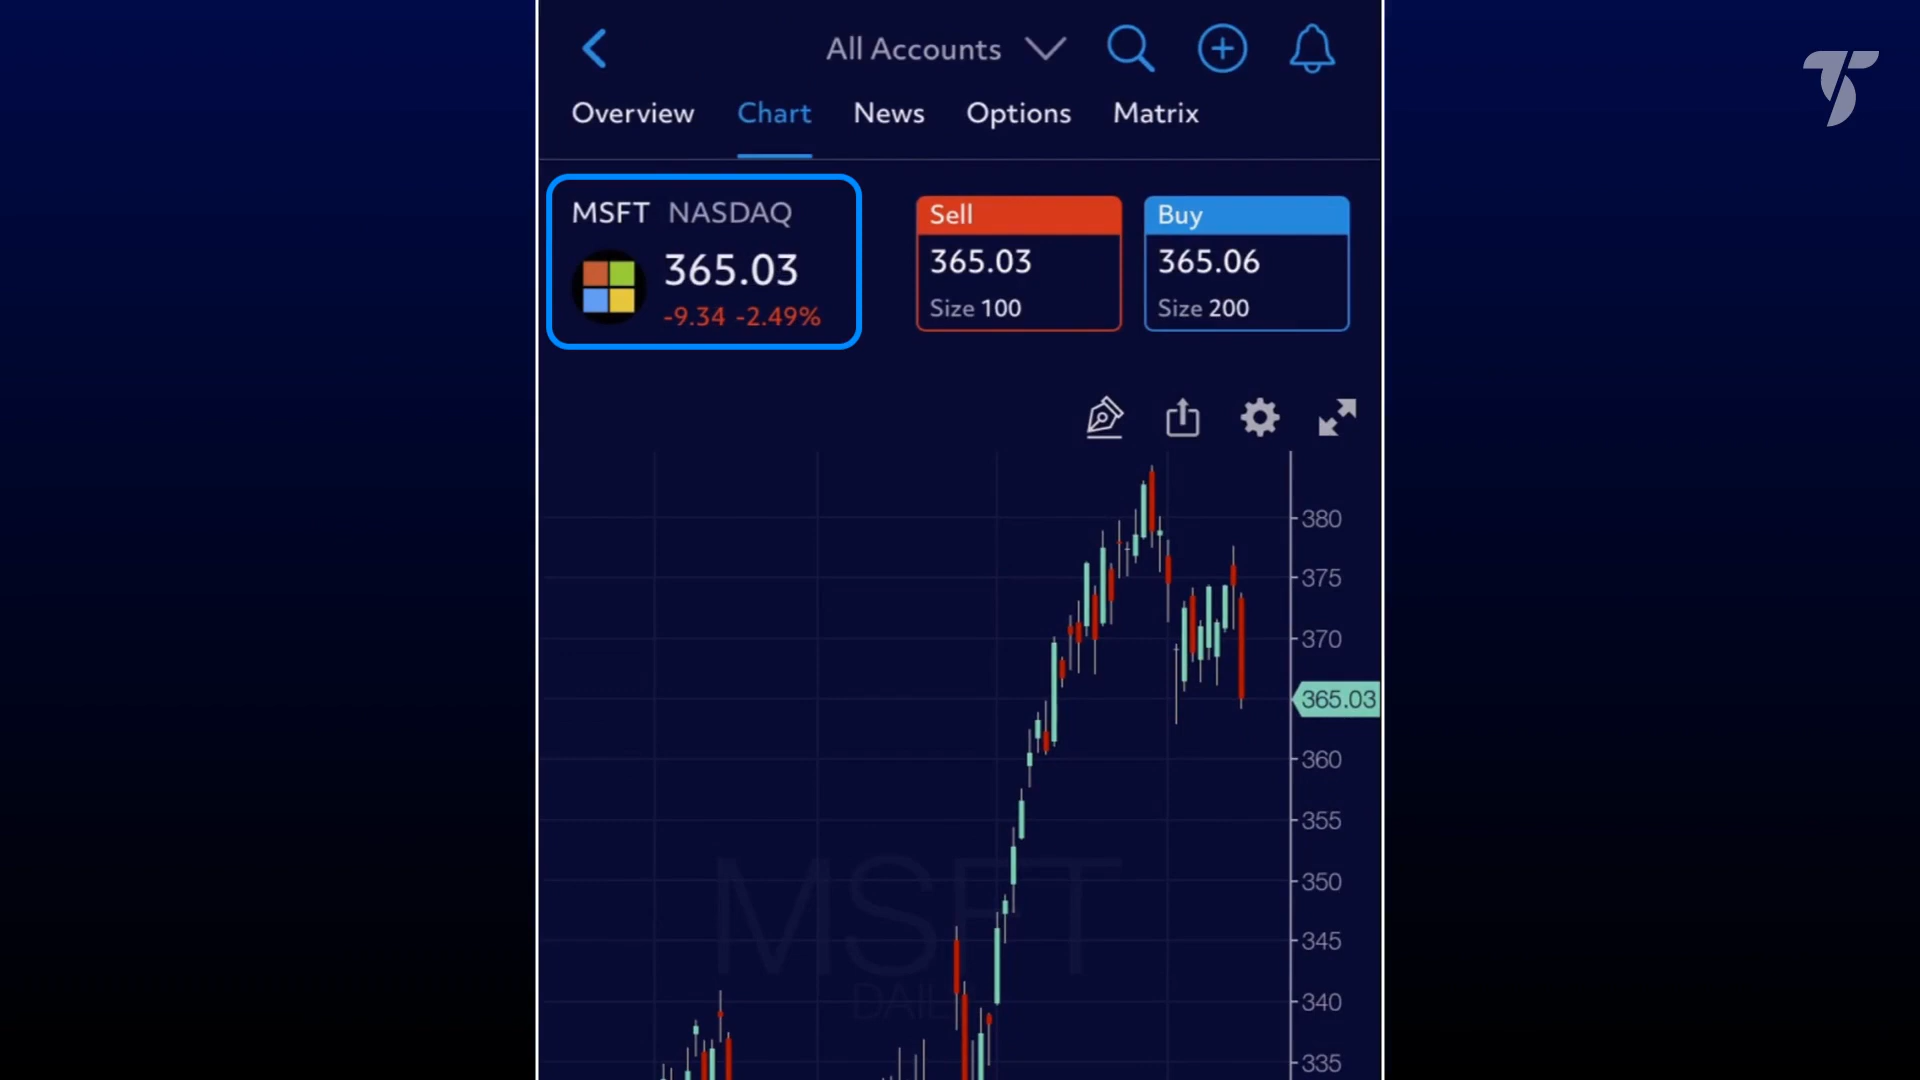 All Accounts
Overview Chart News Options Matrix
MSFT NASDAQ
365.03
-9.34 -2.49%
Sell
365.03
Size 100
Buy
365.06
Size 200
380
375
370
365.03
360
355
350
345
340
335
MSFT
DAILY